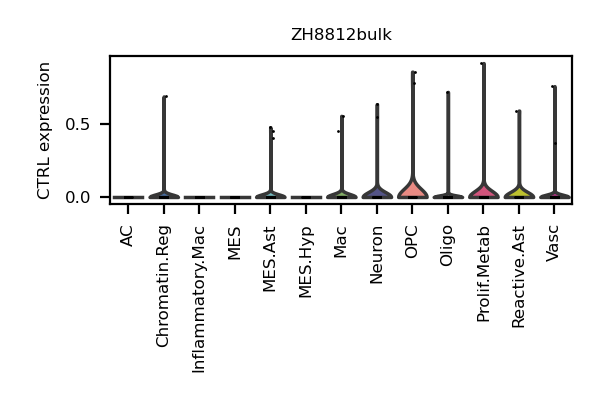 ZH8812bulk
CTRL expression
0.5
0.0
AC
Chromatin.Reg
Inflammatory.Mac
MES
MES.Ast
MES.Hyp
Mac
Neuron
OPC
Oligo
Prolif.Metab
Reactive.Ast
Vasc